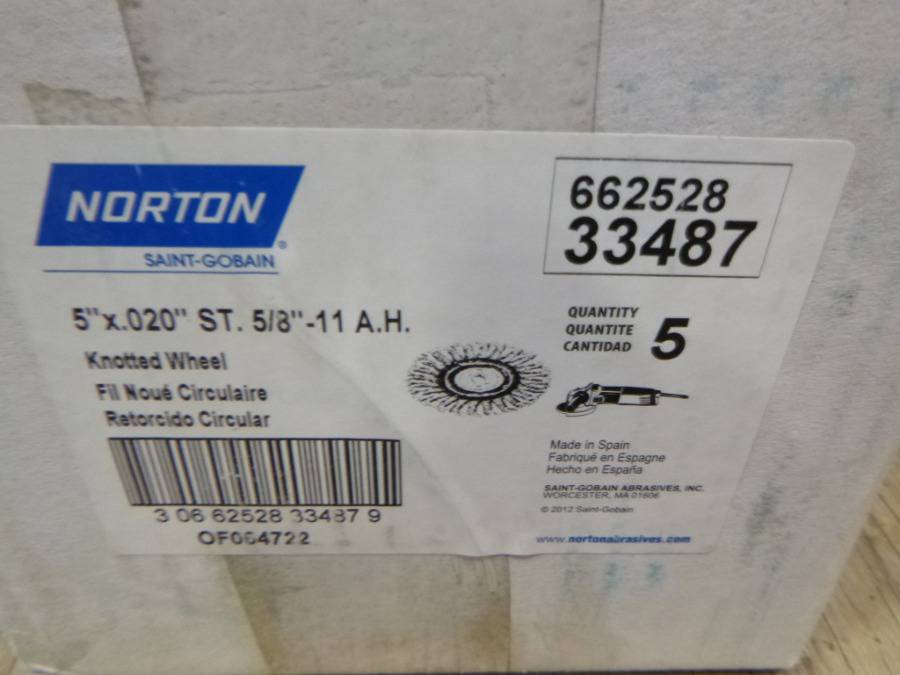 NORTON
®
SAINT-GOBAIN
662528
33487
5"x.020" ST. 5/8"-11 A.H.
Knotted Wheel
Fil Noué Circulaire
Retorcido Circular
QUANTITY
QUANTITE
CANTIDAD
5
Made in Spain
Fabriqué en Espagne
Hecho en España
SAINT-GOBAIN ABRASIVES, INC.
WORCESTER, MA 01606
© 2012 Saint-Gobain
www.nortonabrasives.com
3 06 62528 33487 9
OF064722